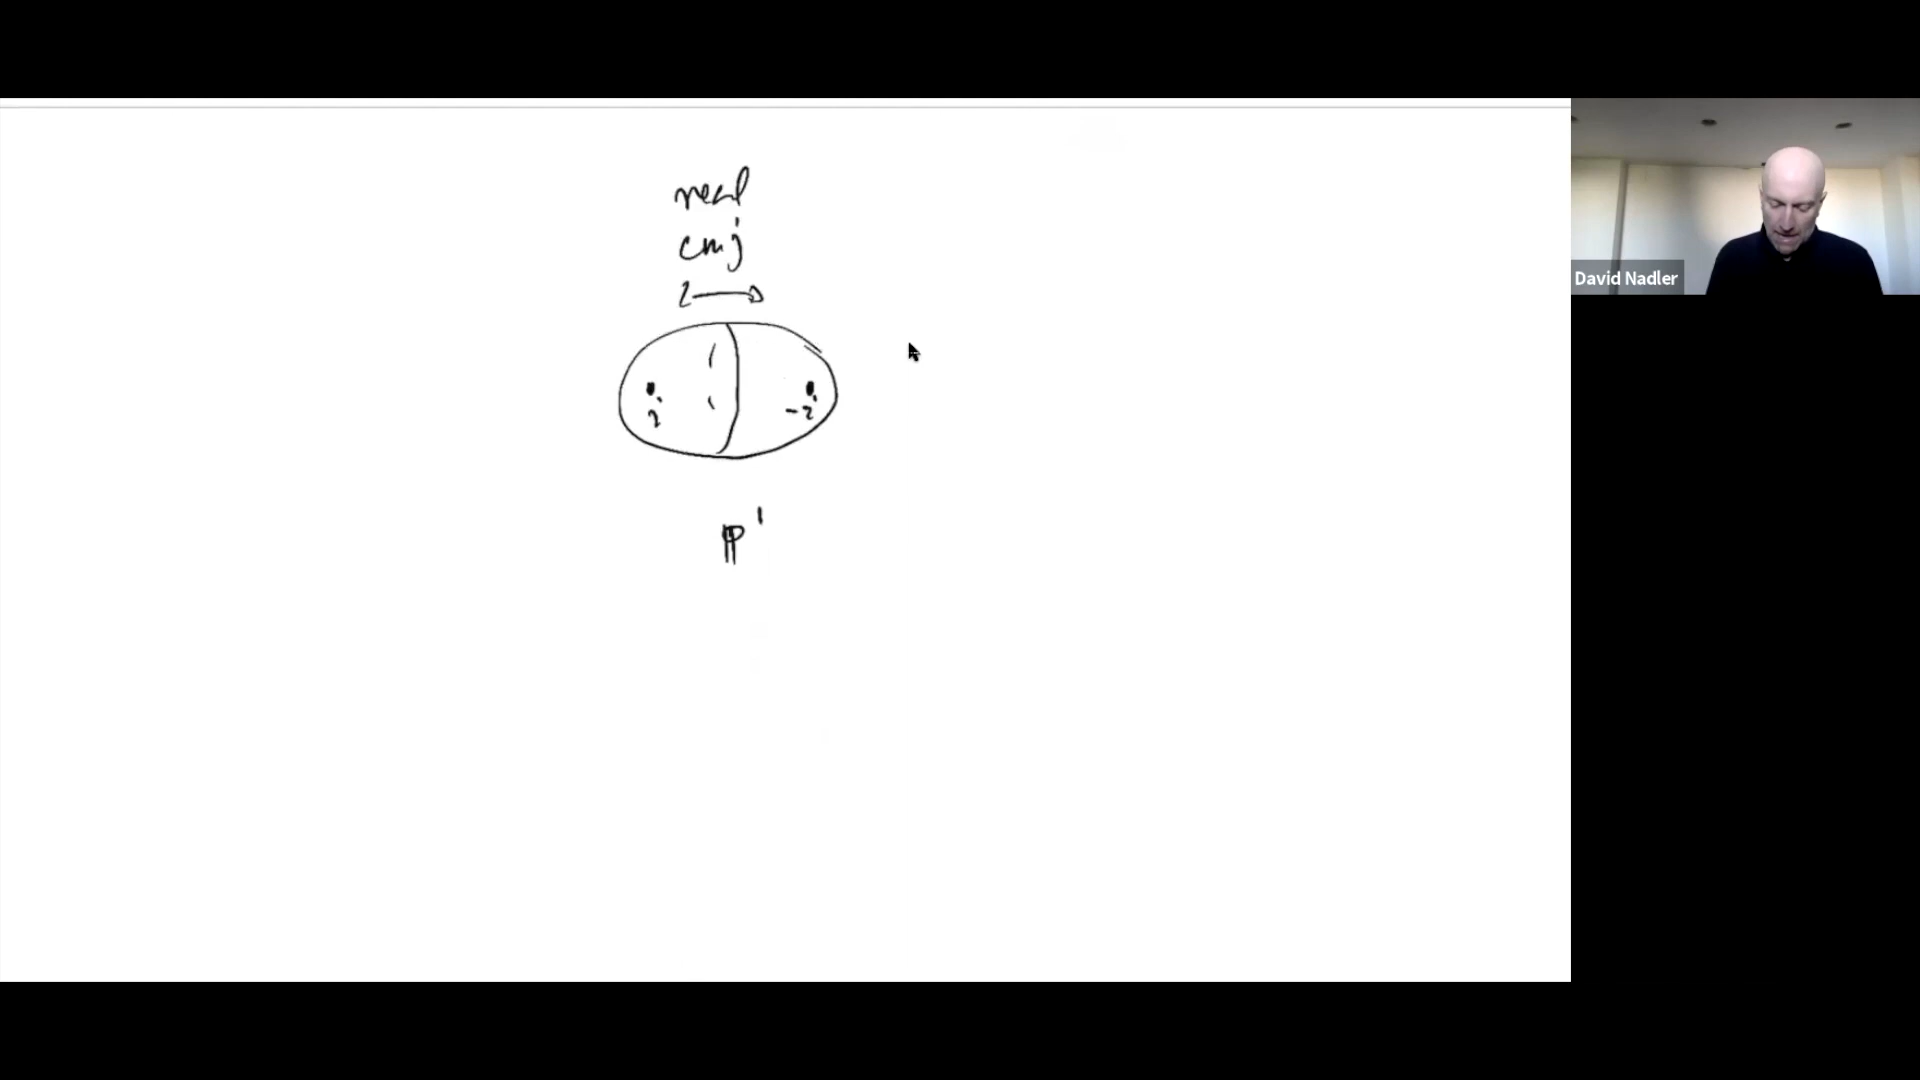 real
conj
i
-i
ℙ¹
David Nadler